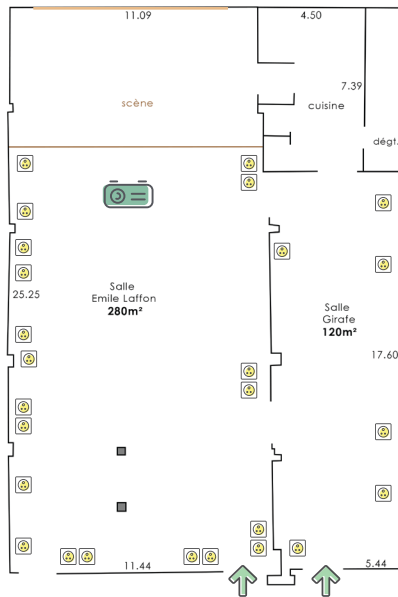 11.09
4.50
7.39
scène
cuisine
dégt.
25.25
Salle
Emile Laffon
280m²
Salle
Girafe
120m²
17.60
11.44
5.44